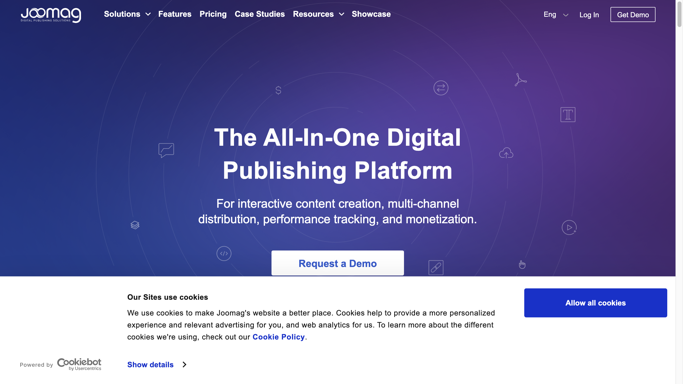 JOOMAG
DIGITAL PUBLISHING SOLUTIONS
Solutions Features Pricing Case Studies Resources Showcase
Eng Log In Get Demo
The All-In-One Digital
Publishing Platform
For interactive content creation, multi-channel
distribution, performance tracking, and monetization.
Request a Demo
Our Sites use cookies
We use cookies to make Joomag's website a better place. Cookies help to provide a more personalized
experience and relevant advertising for you, and web analytics for us. To learn more about the different
cookies we're using, check out our Cookie Policy.
Allow all cookies
Powered by Cookiebot
by Usercentrics
Show details